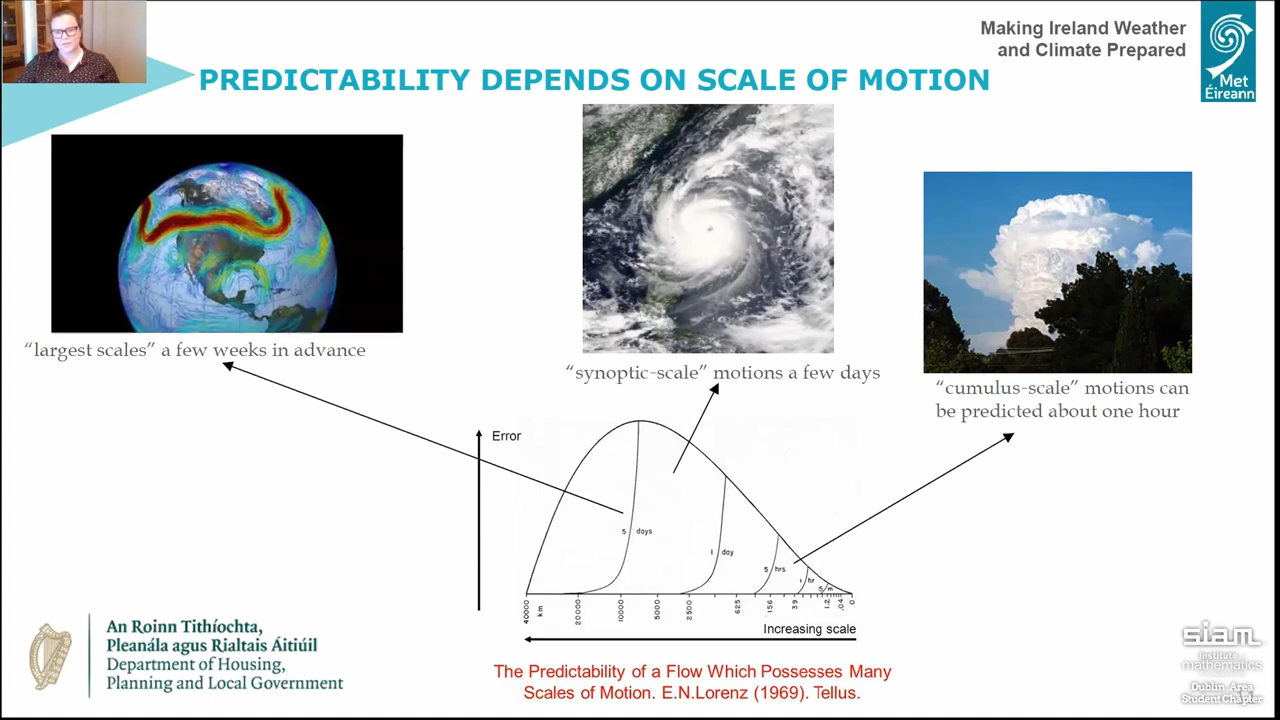 Making Ireland Weather
and Climate Prepared
Met
Éireann
PREDICTABILITY DEPENDS ON SCALE OF MOTION
“largest scales” a few weeks in advance
“synoptic-scale” motions a few days
“cumulus-scale” motions can
be predicted about one hour
Error
5 days
1 day
5 hrs
1 hr
5 m
40000 km 20000 10000 5000 2500 625 156 39 1.2 .04 0
Increasing scale
An Roinn Tithíochta,
Pleanála agus Rialtais Áitiúil
Department of Housing,
Planning and Local Government
The Predictability of a Flow Which Possesses Many
Scales of Motion. E.N.Lorenz (1969). Tellus.
siam
Institute of
mathematics
Dublin Area
Student Chapter